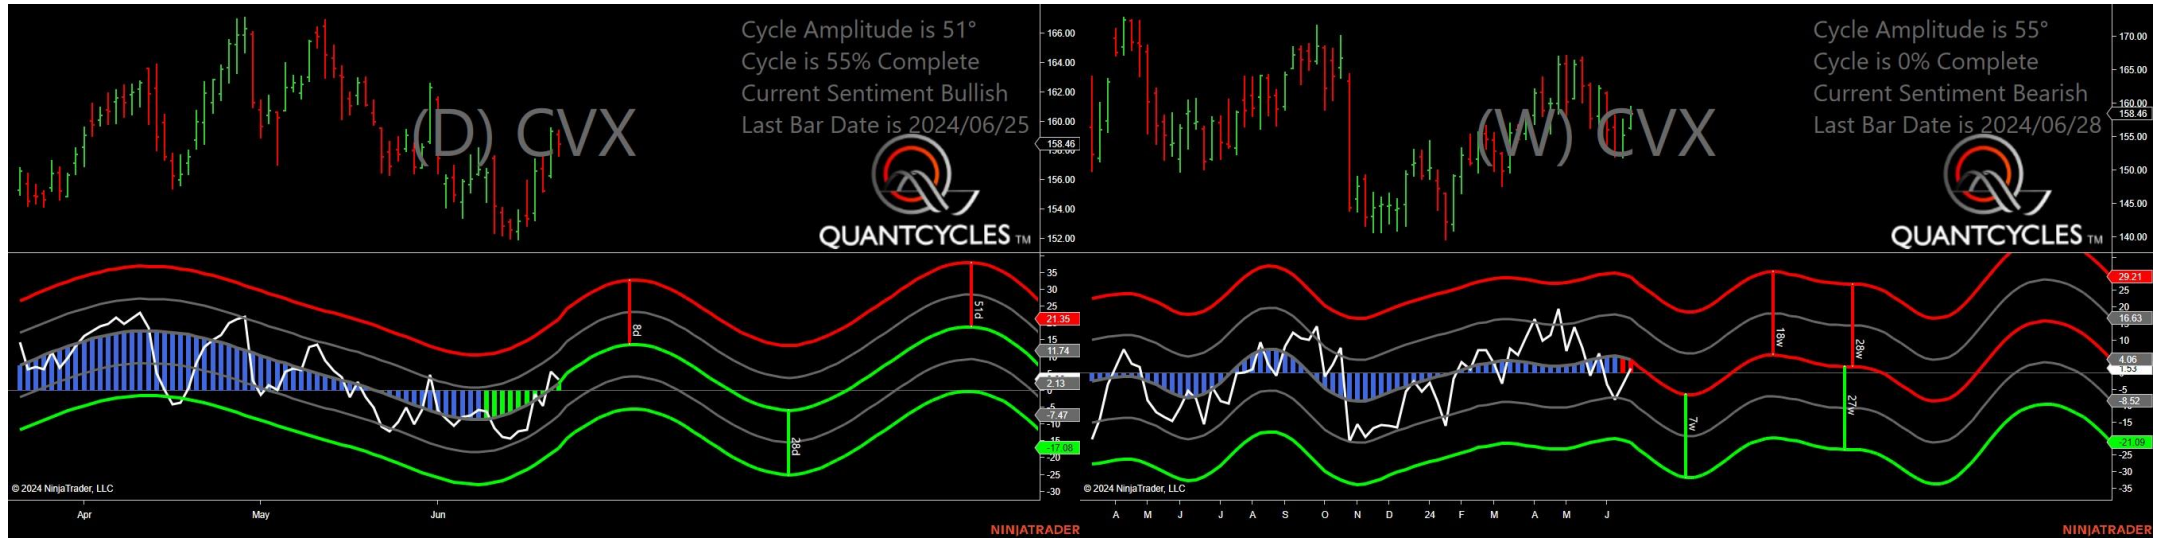 Cycle Amplitude is 51°
Cycle is 55% Complete
Current Sentiment Bullish
Last Bar Date is 2024/06/25
(D) CVX
QUANTCYCLES TM
166.00
164.00
162.00
160.00
158.46
156.00
154.00
152.00
35
30
25
21.35
15
11.74
2.13
-5
-7.47
-10
-17.08
-20
-25
-30
8d
28d
51d
© 2024 NinjaTrader, LLC
Apr May Jun
NINJATRADER
Cycle Amplitude is 55°
Cycle is 0% Complete
Current Sentiment Bearish
Last Bar Date is 2024/06/28
(W) CVX
QUANTCYCLES TM
170.00
165.00
160.00
158.46
155.00
150.00
145.00
140.00
29.21
25
20
16.63
10
4.06
1.53
-5
-8.52
-15
-21.09
-25
-30
-35
7w
18w
27w
28w
© 2024 NinjaTrader, LLC
A M J J A S O N D 24 F M A M J
NINJATRADER